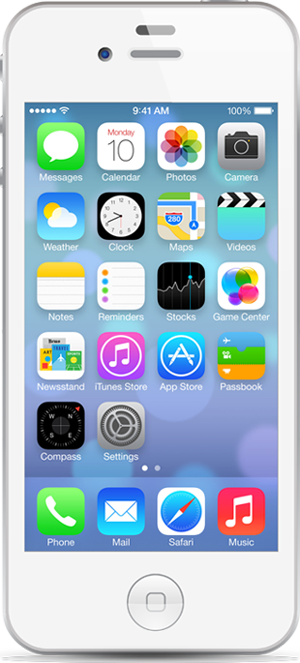 9:41 AM 100%
Monday
10
Messages Calendar Photos Camera
280
Weather Clock Maps Videos
Notes Reminders Stocks Game Center
Newsstand iTunes Store App Store Passbook
Compass Settings
Phone Mail Safari Music